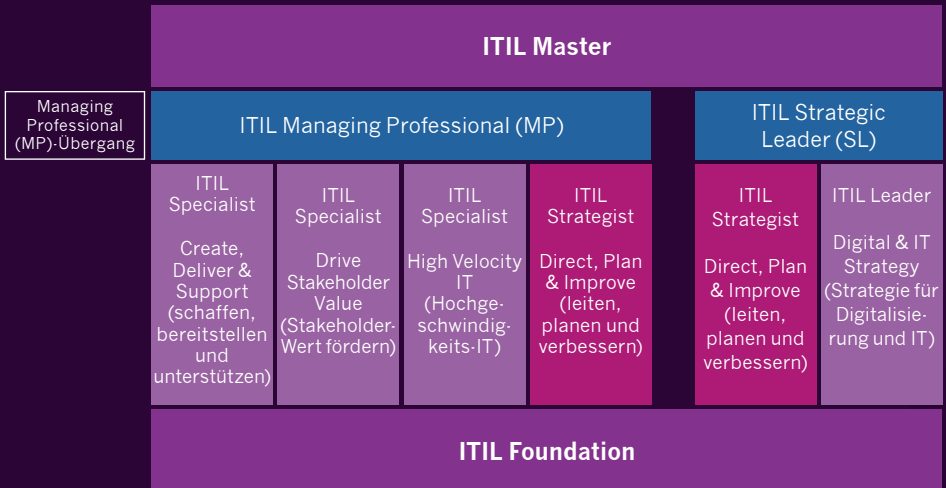 ITIL Master
Managing
Professional
(MP)-Übergang
ITIL Managing Professional (MP)
ITIL Strategic
Leader (SL)
ITIL
Specialist
Create,
Deliver &
Support
(schaffen,
bereitstellen
und
unterstützen)
ITIL
Specialist
Drive
Stakeholder
Value
(Stakeholder-
Wert fördern)
ITIL
Specialist
High Velocity
IT
(Hochge-
schwindig-
keits-IT)
ITIL
Strategist
Direct, Plan
& Improve
(leiten,
planen und
verbessern)
ITIL
Strategist
Direct, Plan
& Improve
(leiten,
planen und
verbessern)
ITIL Leader
Digital & IT
Strategy
(Strategie für
Digitalisie-
rung und IT)
ITIL Foundation